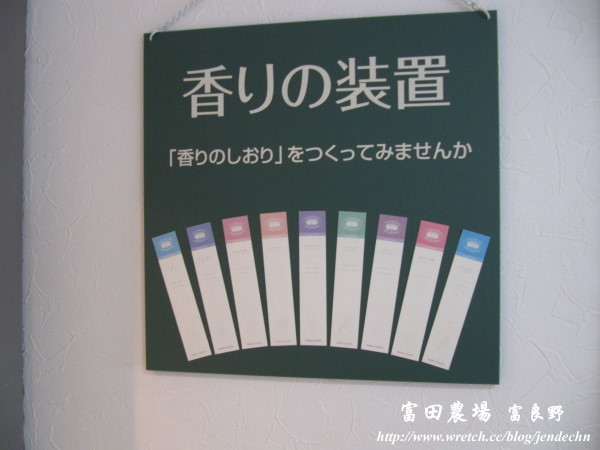 香りの装置
「香りのしおり」をつくってみませんか
富田農場 富良野
http://www.wretch.cc/blog/jendechn